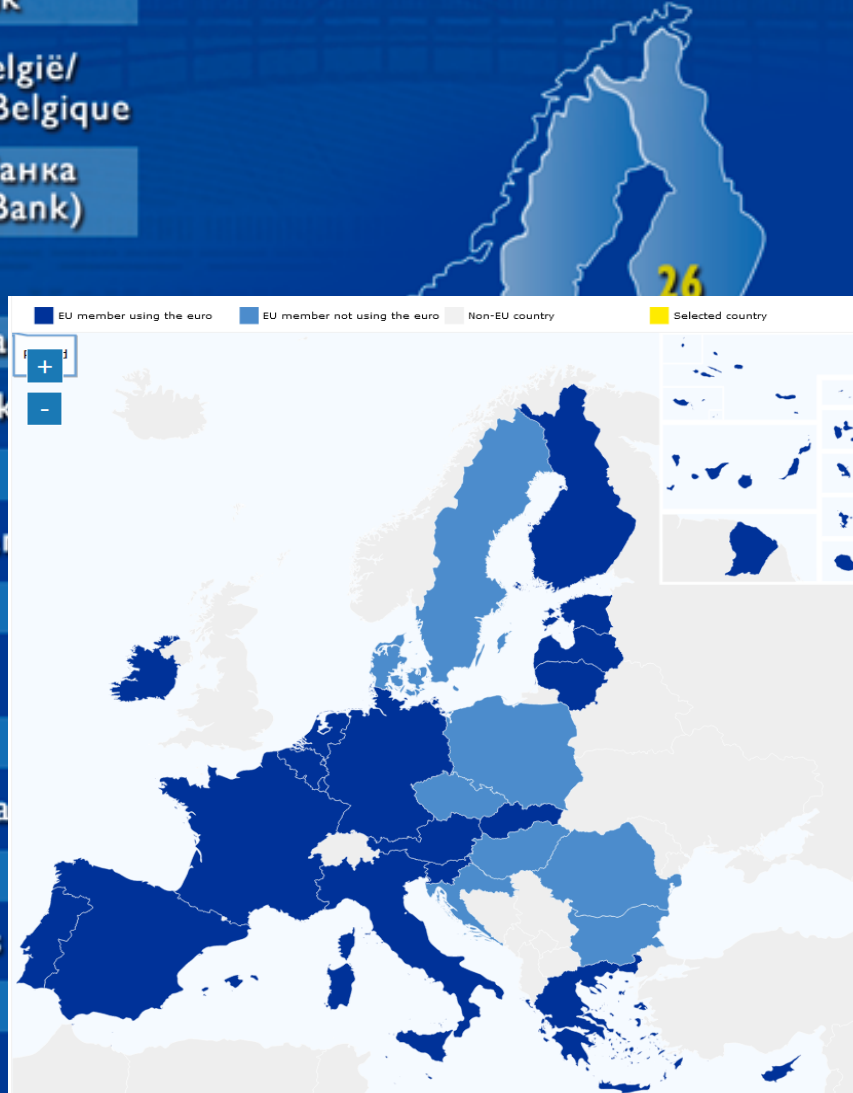 elgië/
Belgique
анка
Bank)
26
EU member using the euro
EU member not using the euro
Non-EU country
Selected country
+
-